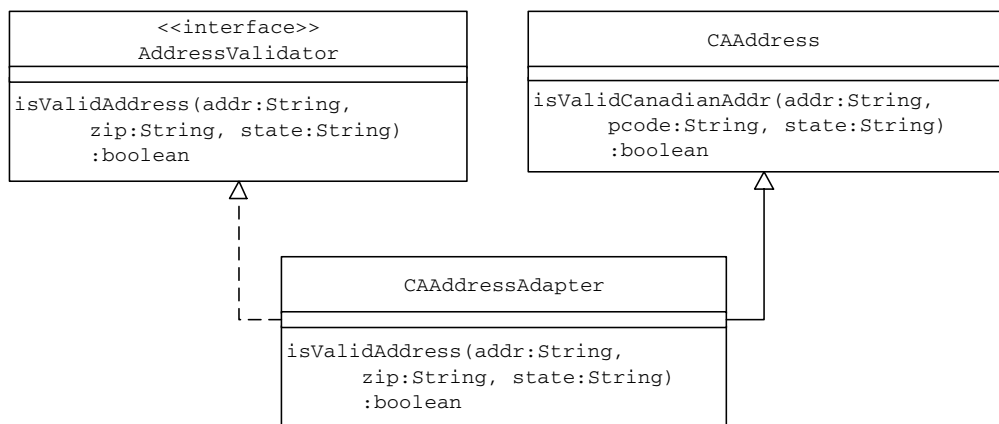 <<interface>>
AddressValidator
isValidAddress(addr:String,
zip:String, state:String)
:boolean
CAAddress
isValidCanadianAddr(addr:String,
pcode:String, state:String)
:boolean
CAAddressAdapter
isValidAddress(addr:String,
zip:String, state:String)
:boolean